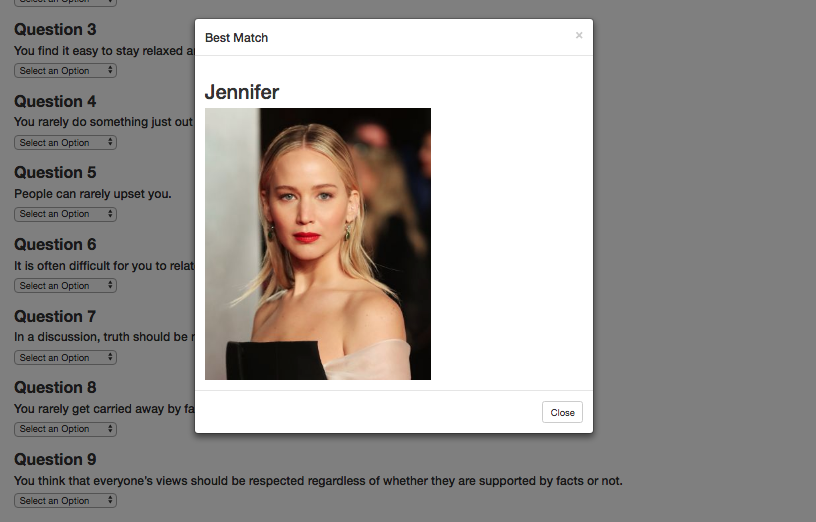 Select an Option
Question 3
You find it easy to stay relaxed
Select an Option
Question 4
You rarely do something just out
Select an Option
Question 5
People can rarely upset you.
Select an Option
Question 6
It is often difficult for you to
Select an Option
Question 7
In a discussion, truth should be
Select an Option
Question 8
You rarely get carried away by
Select an Option
Question 9
You think that everyone's views should be respected regardless of whether they are supported by facts or not.
Select an Option
Best Match
×
Jennifer
Close